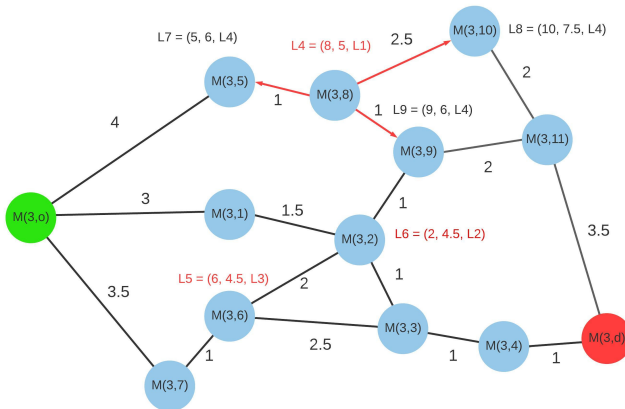 M(3,10)
L8 = (10, 7.5, L4)
L7 = (5, 6, L4)
L4 = (8, 5, L1)
2.5
2
M(3,5)
M(3,8)
1
1
L9 = (9, 6, L4)
4
M(3,9)
M(3,11)
2
3
1.5
1
M(3,o)
M(3,1)
M(3,2)
L6 = (2, 4.5, L2)
3.5
L5 = (6, 4.5, L3)
2
1
3.5
M(3,6)
M(3,3)
2.5
M(3,4)
M(3,d)
1
1
1
M(3,7)